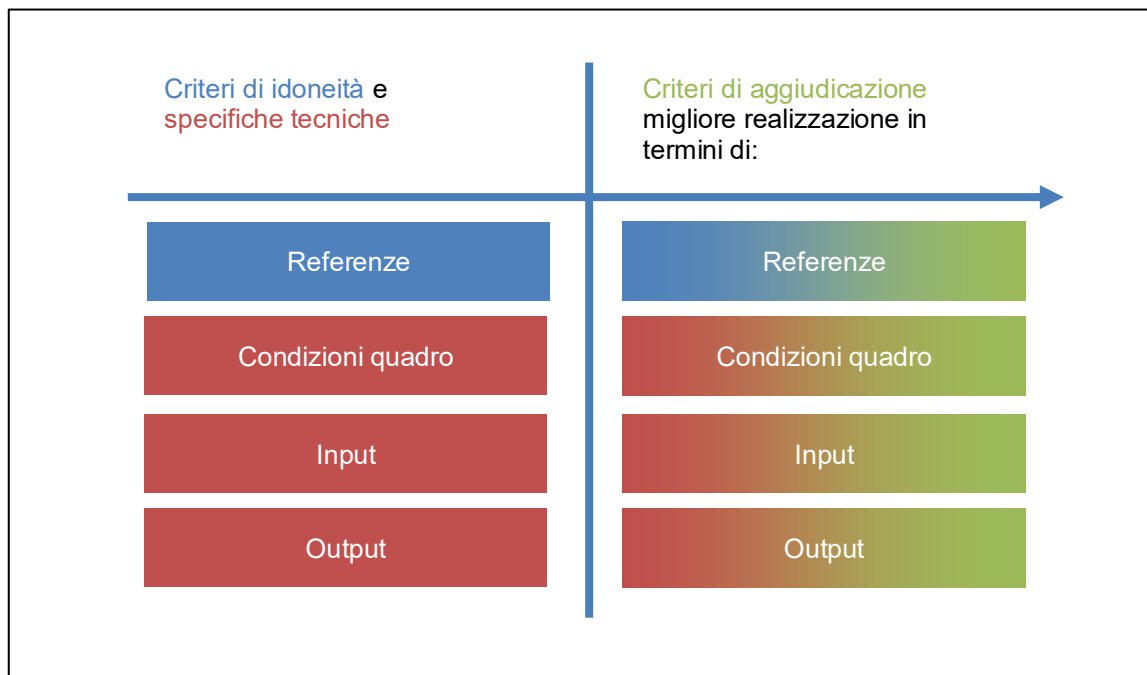 Criteri di idoneità e
specifiche tecniche
Criteri di aggiudicazione
migliore realizzazione in
termini di:
Referenze
Referenze
Condizioni quadro
Condizioni quadro
Input
Input
Output
Output